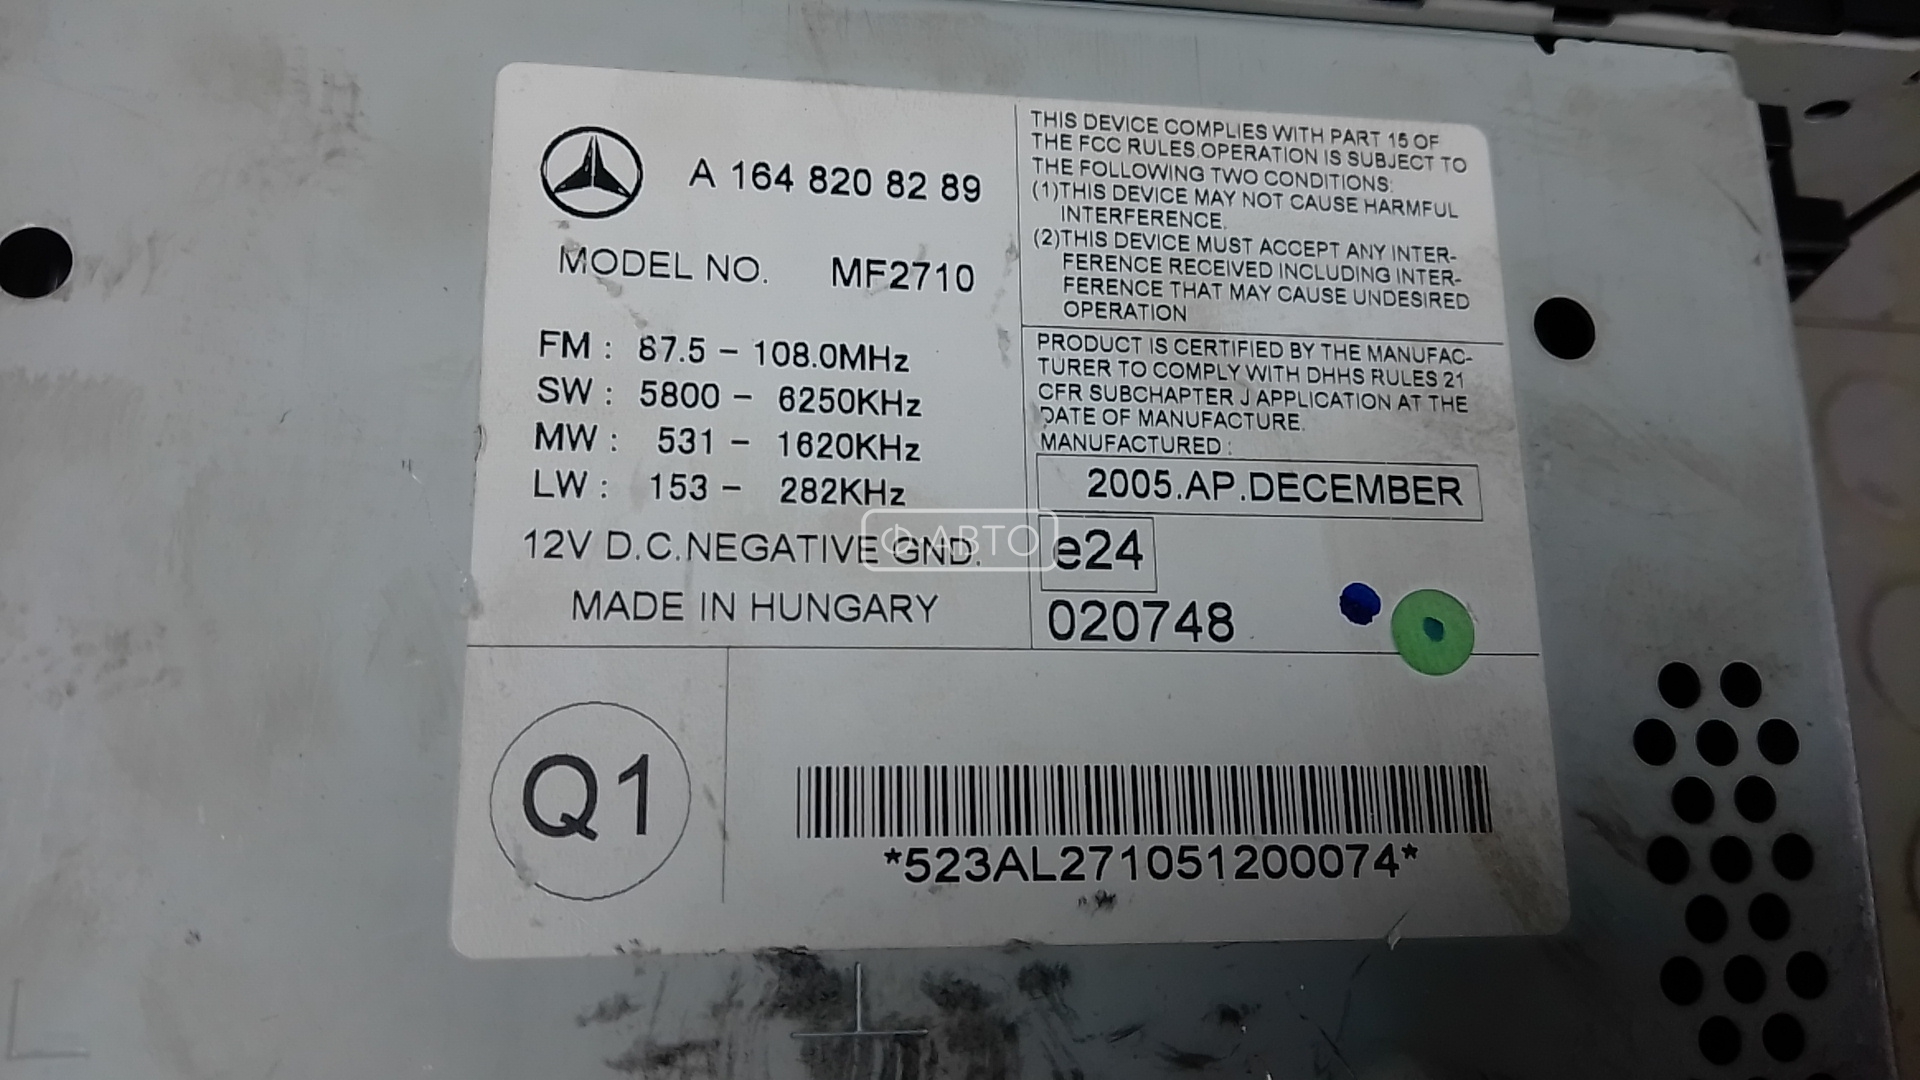 A 164 820 82 89
MODEL NO. MF2710
FM : 87.5 – 108.0MHz
SW : 5800 – 6250KHz
MW : 531 – 1620KHz
LW : 153 – 282KHz
12V D.C.NEGATIVE GND.
MADE IN HUNGARY
THIS DEVICE COMPLIES WITH PART 15 OF
THE FCC RULES.OPERATION IS SUBJECT TO
THE FOLLOWING TWO CONDITIONS:
(1)THIS DEVICE MAY NOT CAUSE HARMFUL
INTERFERENCE.
(2)THIS DEVICE MUST ACCEPT ANY INTER-
FERENCE RECEIVED INCLUDING INTER-
FERENCE THAT MAY CAUSE UNDESIRED
OPERATION
PRODUCT IS CERTIFIED BY THE MANUFAC-
TURER TO COMPLY WITH DHHS RULES 21
CFR SUBCHAPTER J APPLICATION AT THE
DATE OF MANUFACTURE.
MANUFACTURED :
2005.AP.DECEMBER
АВТО
e24
020748
Q1
*523AL271051200074*